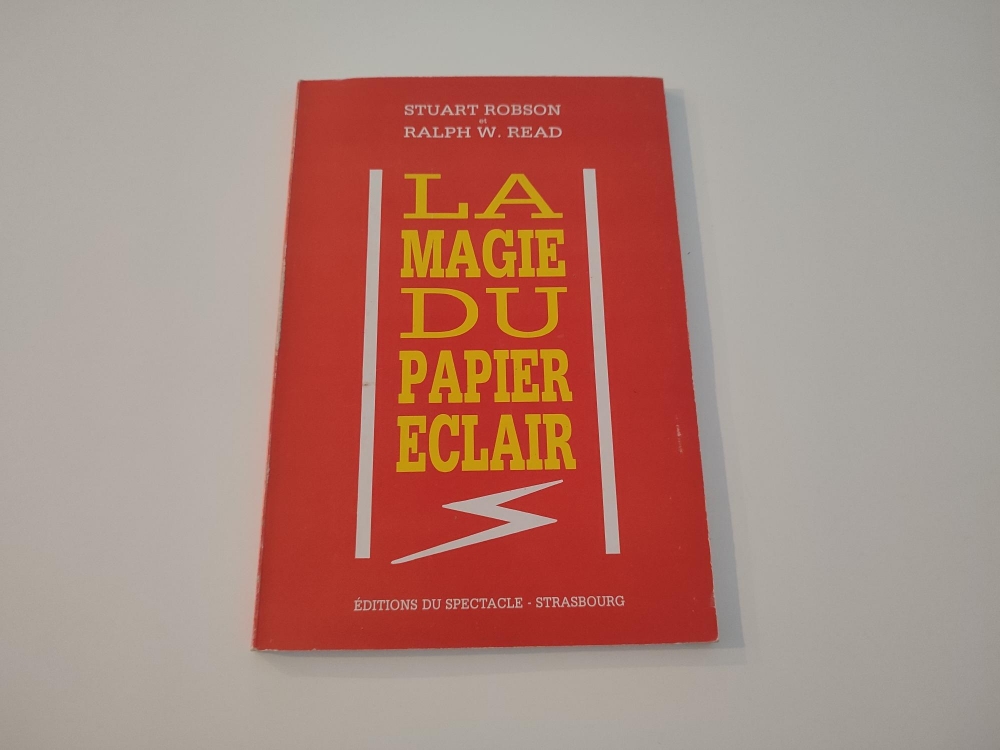 STUART ROBSON
et
RALPH W. READ
LA
MAGIE
DU
PAPIER
ECLAIR
ÉDITIONS DU SPECTACLE - STRASBOURG